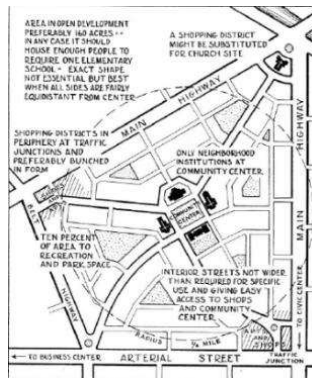 AREA IN OPEN DEVELOPMENT
PREFERABLY 160 ACRES ··
IN ANY CASE IT SHOULD
HOUSE ENOUGH PEOPLE TO
REQUIRE ONE ELEMENTARY
SCHOOL · EXACT SHAPE
NOT ESSENTIAL BUT BEST
WHEN ALL SIDES ARE FAIRLY
EQUIDISTANT FROM CENTER·
A SHOPPING DISTRICT
MIGHT BE SUBSTITUTED
FOR CHURCH SITE
SHOPPING DISTRICTS IN
PERIPHERY AT TRAFFIC
JUNCTIONS AND
PREFERABLY BUNCHED
IN FORM
MAIN HIGHWAY
ONLY NEIGHBORHOOD
INSTITUTIONS AT
COMMUNITY CENTER
MAIN HIGHWAY
COMMUNITY
CENTER
TEN PERCENT
OF AREA TO
RECREATION
AND PARK SPACE
HIGHWAY
INTERIOR STREETS NOT WIDER
THAN REQUIRED FOR SPECIFIC
USE AND GIVING EASY
ACCESS TO SHOPS
AND COMMUNITY
CENTER
RADIUS
MILE
TO CIVIC CENTER
TO BUSINESS CENTER
ARTERIAL STREET
TRAFFIC
JUNCTION